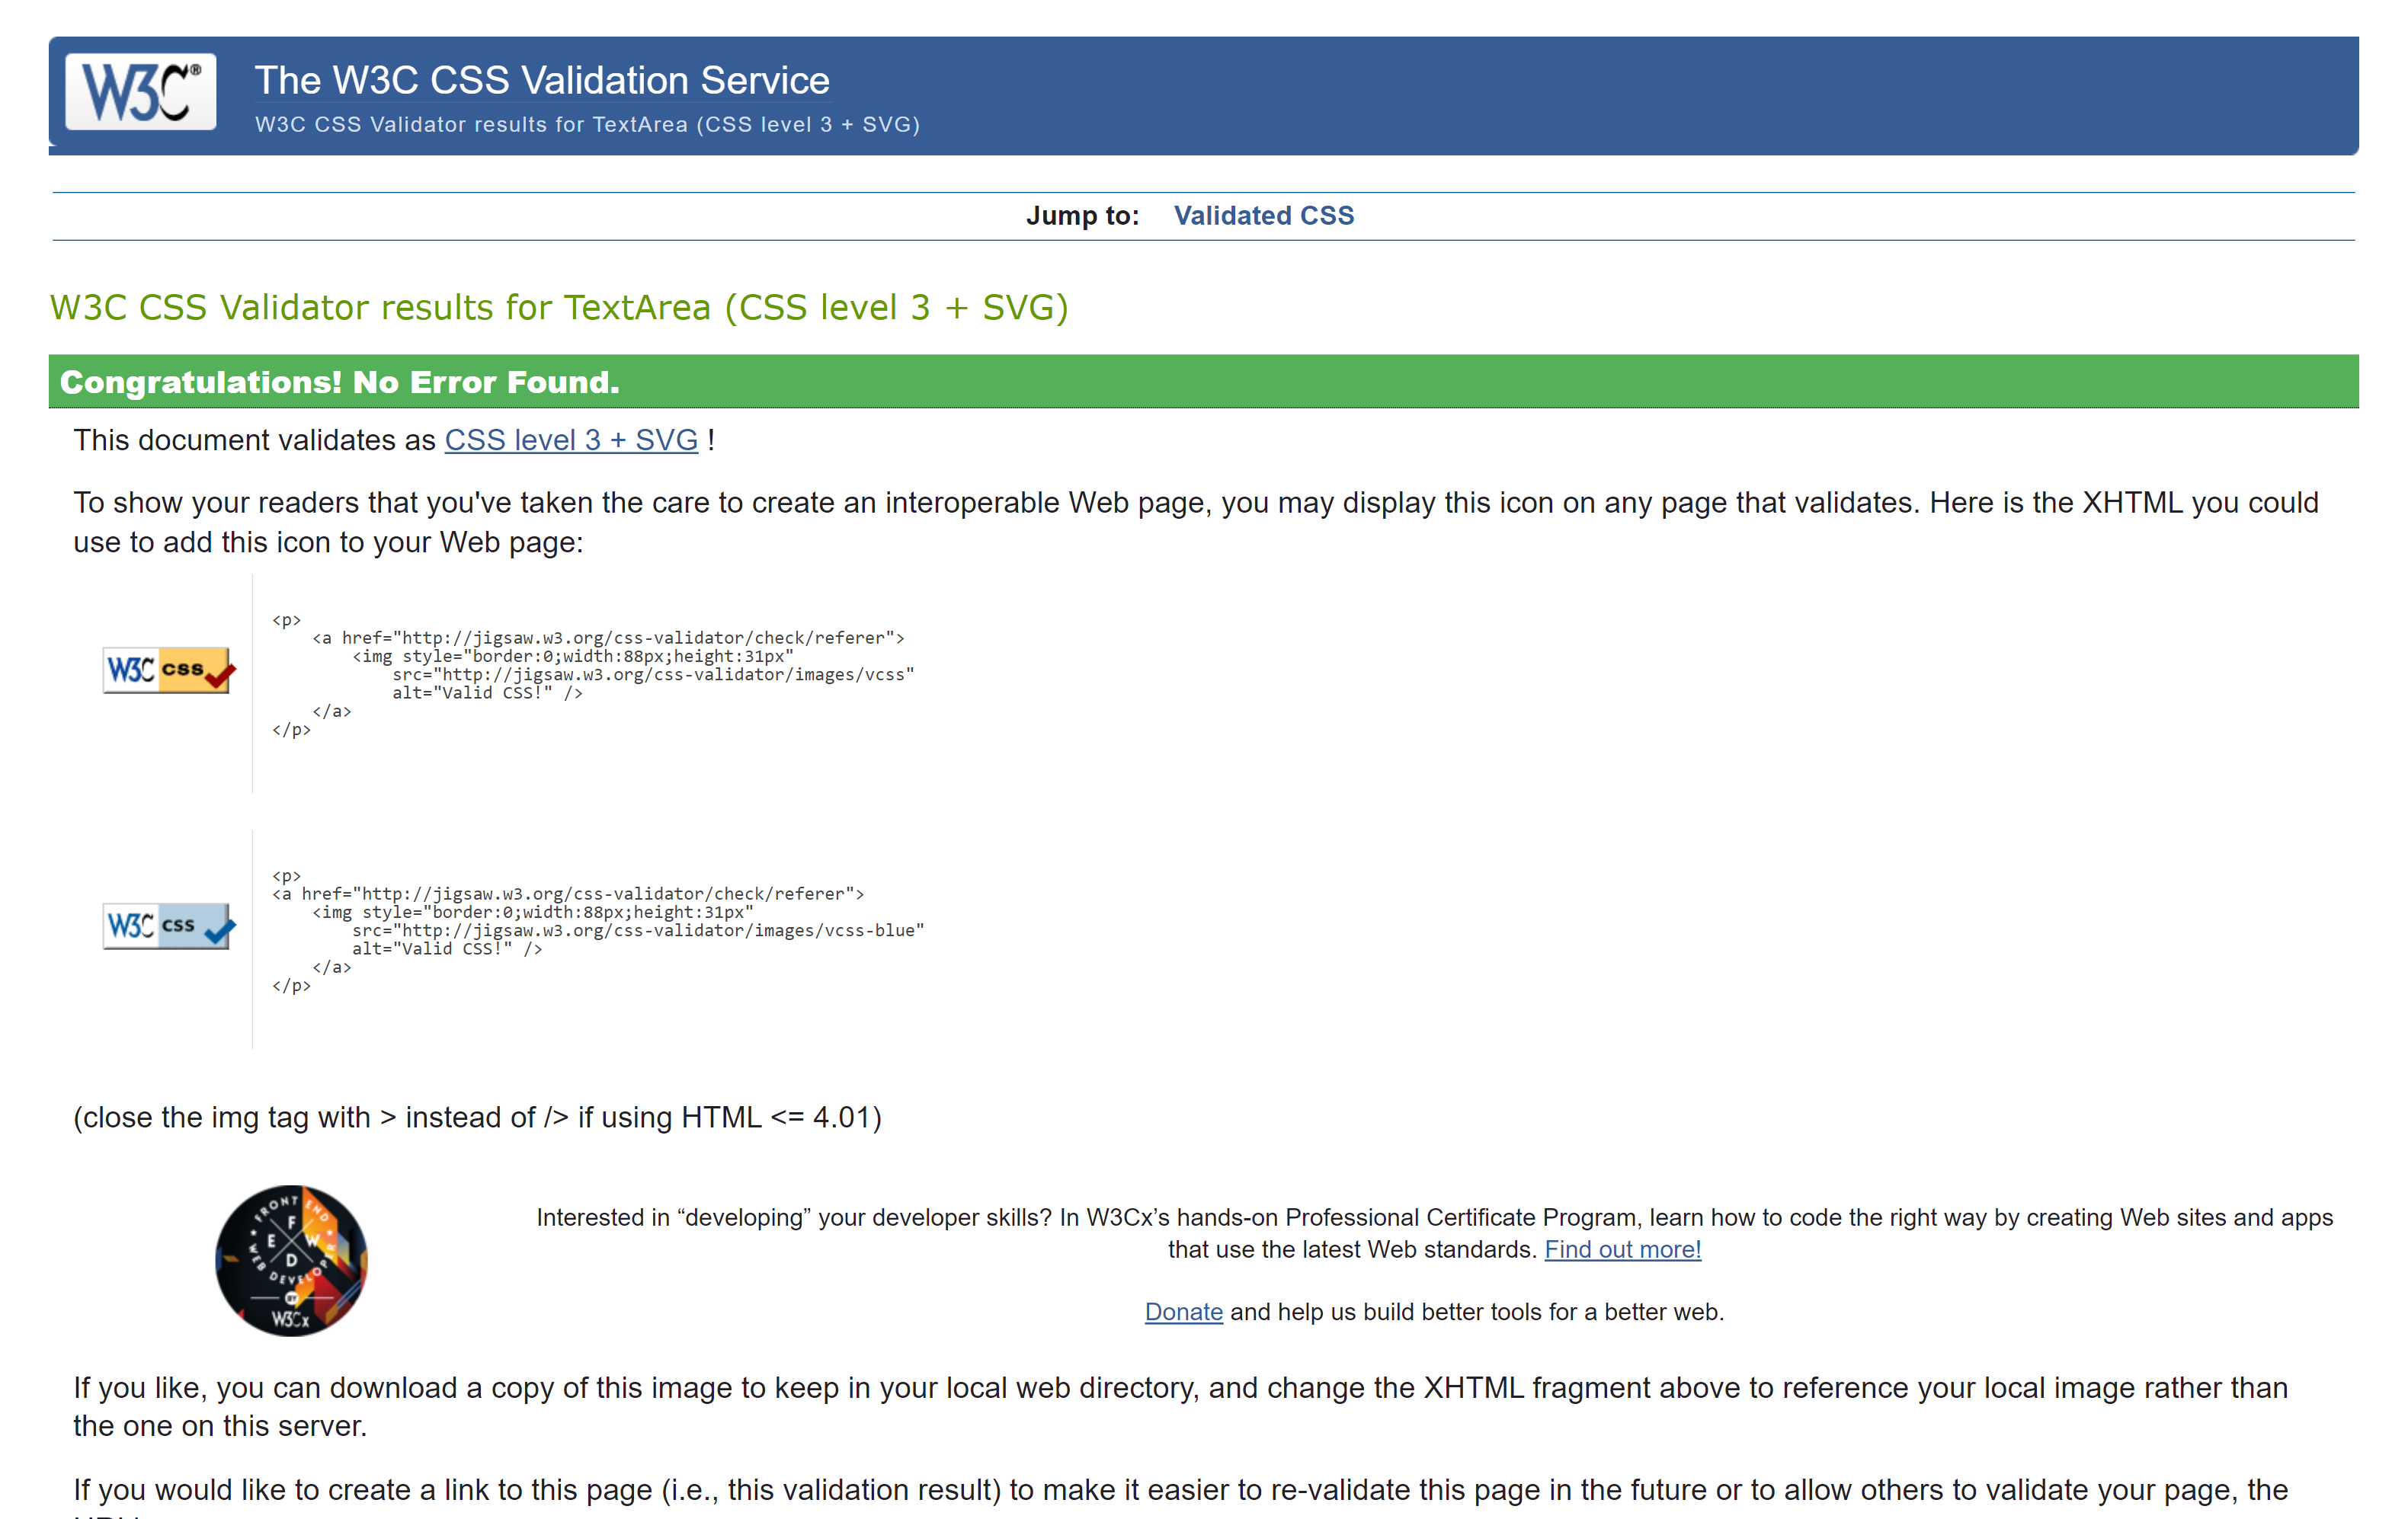 W3C®
The W3C CSS Validation Service
W3C CSS Validator results for TextArea (CSS level 3 + SVG)
Jump to: Validated CSS
W3C CSS Validator results for TextArea (CSS level 3 + SVG)
Congratulations! No Error Found.
This document validates as CSS level 3 + SVG !
To show your readers that you've taken the care to create an interoperable Web page, you may display this icon on any page that validates. Here is the XHTML you could
use to add this icon to your Web page:
W3C css
<p>
    <a href="http://jigsaw.w3.org/css-validator/check/referer">
        <img style="border:0;width:88px;height:31px"
            src="http://jigsaw.w3.org/css-validator/images/vcss"
            alt="Valid CSS!" />
    </a>
</p>
W3C css
<p>
<a href="http://jigsaw.w3.org/css-validator/check/referer">
    <img style="border:0;width:88px;height:31px"
        src="http://jigsaw.w3.org/css-validator/images/vcss-blue"
        alt="Valid CSS!" />
    </a>
</p>
(close the img tag with > instead of /> if using HTML <= 4.01)
FRONT END
F
E W
D
WEB DEVELOPER
BY
W3Cx
Interested in “developing” your developer skills? In W3Cx’s hands-on Professional Certificate Program, learn how to code the right way by creating Web sites and apps
that use the latest Web standards. Find out more!
Donate and help us build better tools for a better web.
If you like, you can download a copy of this image to keep in your local web directory, and change the XHTML fragment above to reference your local image rather than
the one on this server.
If you would like to create a link to this page (i.e., this validation result) to make it easier to re-validate this page in the future or to allow others to validate your page, the